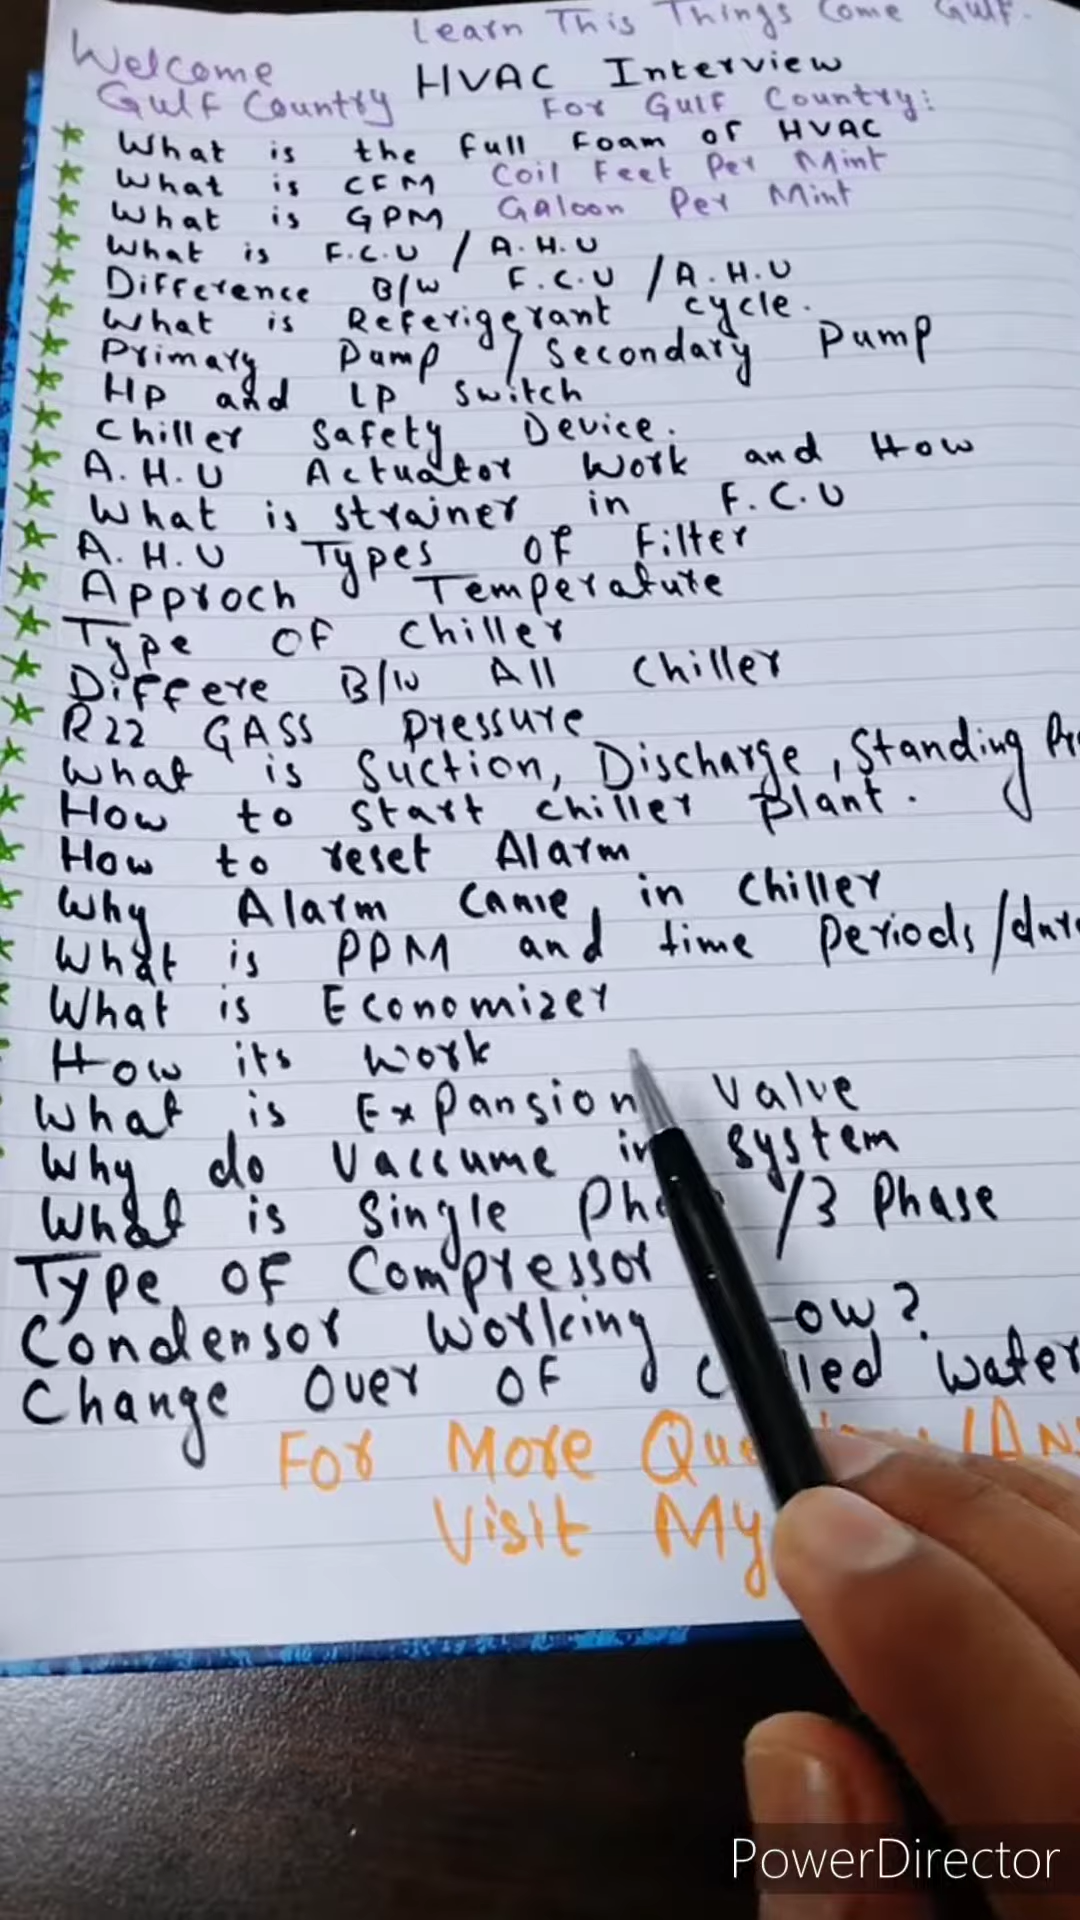 Learn This Things Come Gulf.
Welcome
Gulf Country
HVAC Interview
For Gulf Country:
What is the full Foam of HVAC
What is CFM Coil Feet Per Mint
What is GPM Galoon Per Mint
What is F.C.U / A.H.U
Difference B/w F.C.U / A.H.U
What is Referigerant cycle.
Primary Pump / Secondary Pump
HP and LP Switch
Chiller Safety Device.
A.H.U Actuator Work and How
What is strainer in F.C.U
A.H.U Types OF Filter
Approch Temperature
Type OF Chiller
Differe B/w All Chiller
R22 GASS Pressure
What is Suction, Discharge, Standing
How to start chiller plant.
How to reset Alarm
Why Alarm Came in Chiller
What is PPM and time Periods/
What is Economizer
How its work
What is Expansion Valve
Why do Vaccume in system
What is Single /3 Phase
Type OF Compressor
Condensor Working
Change Over OF water
For More
Visit My
PowerDirector